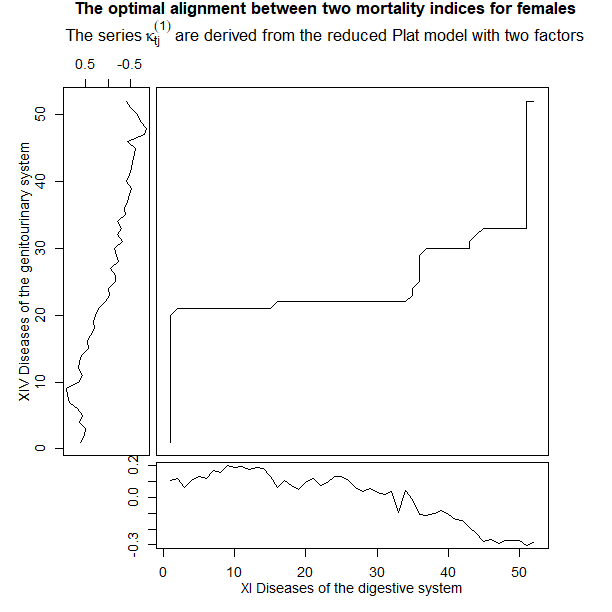 The optimal alignment between two mortality indices for females
The series κtj(1) are derived from the reduced Plat model with two factors
0.5 -0.5
XIV Diseases of the genitourinary system
0 10 20 30 40 50
-0.3 0.0 0.2
0 10 20 30 40 50
XI Diseases of the digestive system